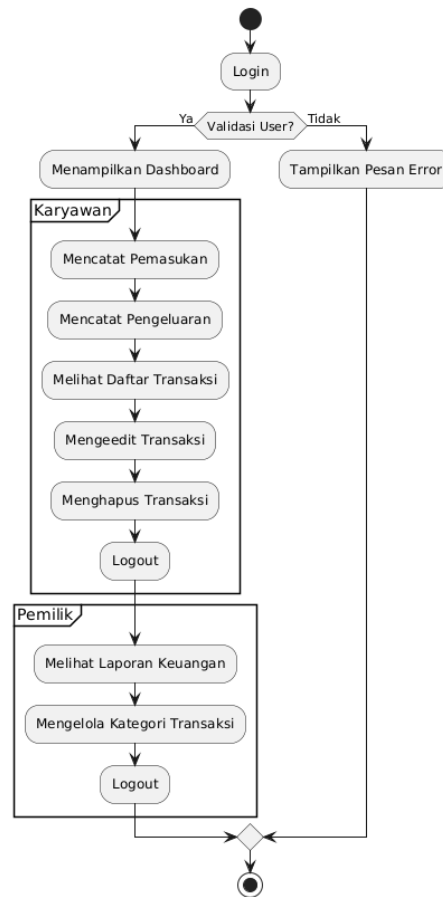 Login
Validasi User?
Ya
Tidak
Menampilkan Dashboard
Tampilkan Pesan Error
Karyawan
Mencatat Pemasukan
Mencatat Pengeluaran
Melihat Daftar Transaksi
Mengeedit Transaksi
Menghapus Transaksi
Logout
Pemilik
Melihat Laporan Keuangan
Mengelola Kategori Transaksi
Logout